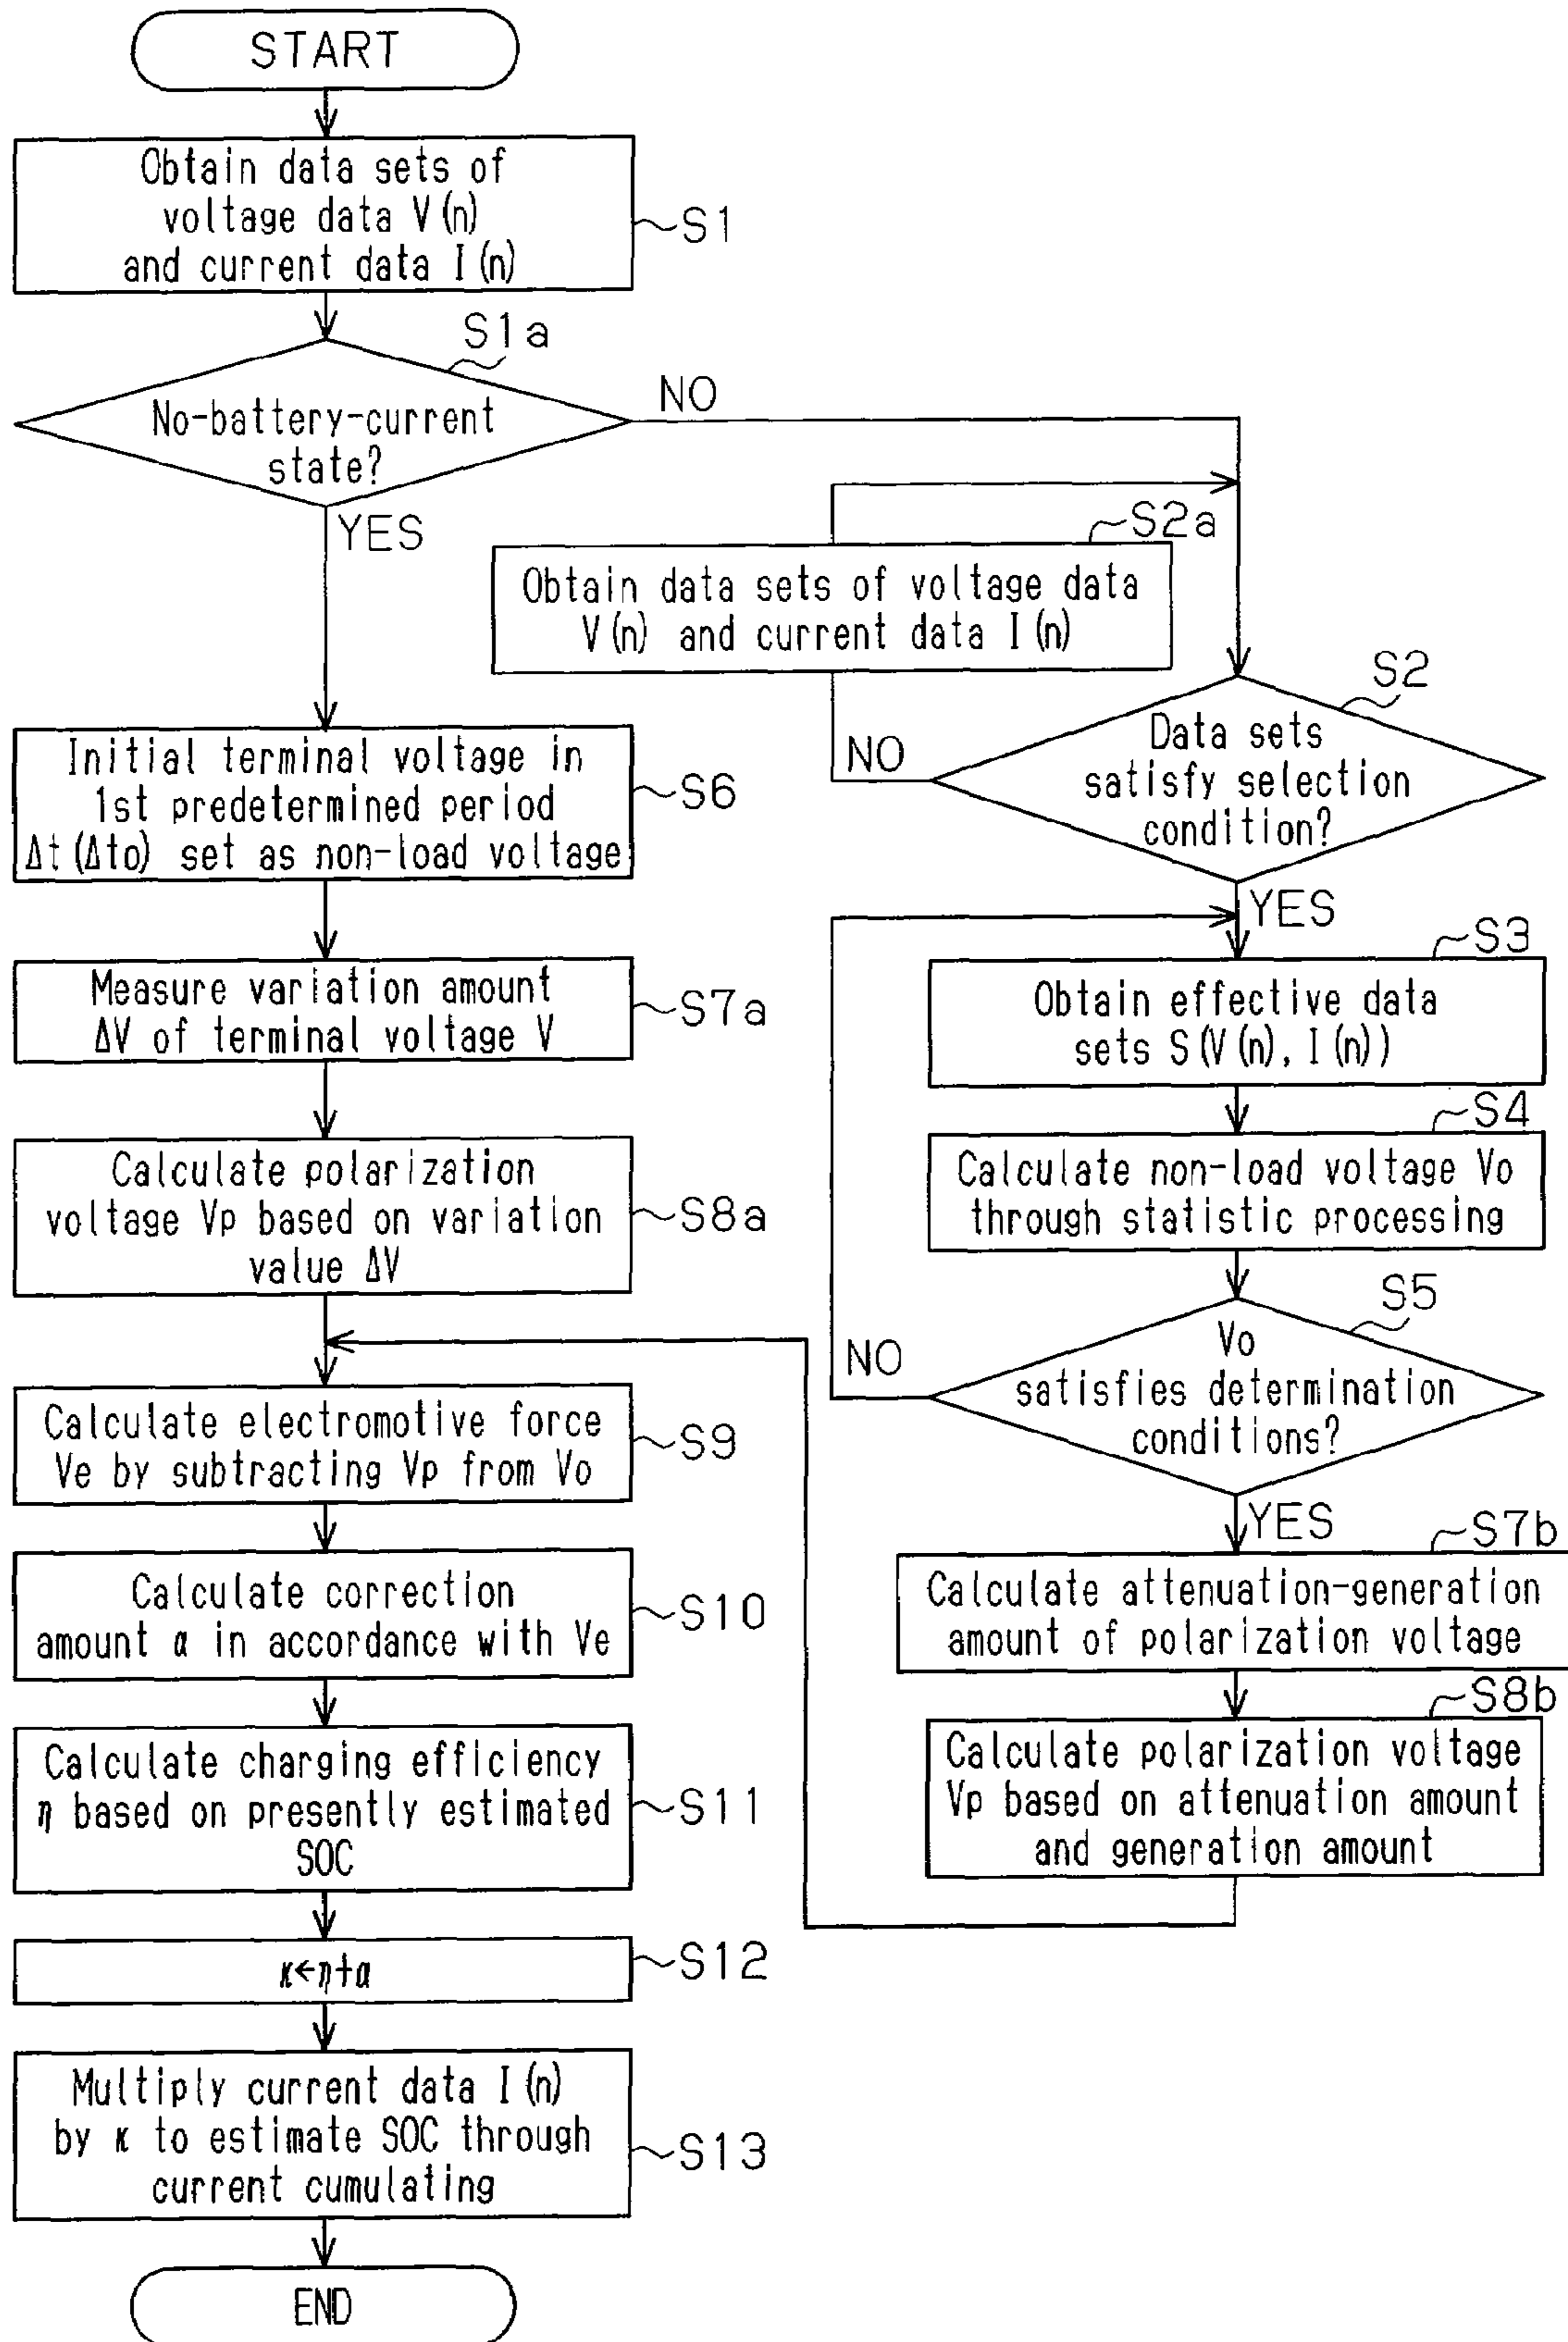 START
Obtain data sets of
voltage data V(n)
and current data I(n)
S1
S1a
No-battery-current
state?
NO
YES
S2a
Obtain data sets of voltage data
V(n) and current data I(n)
S2
Data sets
satisfy selection
condition?
NO
YES
Initial terminal voltage in
1st predetermined period
Δt(Δto) set as non-load voltage
S6
S3
Obtain effective data
sets S(V(n), I(n))
Measure variation amount
ΔV of terminal voltage V
S7a
S4
Calculate non-load voltage Vo
through statistic processing
Calculate polarization
voltage Vp based on variation
value ΔV
S8a
S5
Vo
satisfies determination
conditions?
NO
YES
Calculate electromotive force
Ve by subtracting Vp from Vo
S9
S7b
Calculate attenuation-generation
amount of polarization voltage
Calculate correction
amount α in accordance with Ve
S10
S8b
Calculate polarization voltage
Vp based on attenuation amount
and generation amount
Calculate charging efficiency
η based on presently estimated
SOC
S11
κ←η+α
S12
Multiply current data I(n)
by κ to estimate SOC through
current cumulating
S13
END